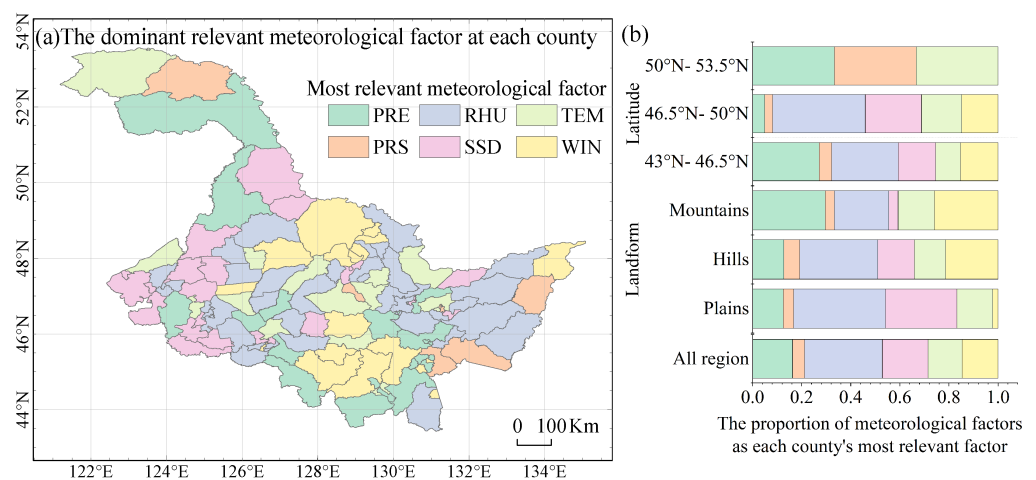 (a)The dominant relevant meteorological factor at each county
Most relevant meteorological factor
PRE RHU TEM
PRS SSD WIN
54°N
52°N
50°N
48°N
46°N
44°N
122°E 124°E 126°E 128°E 130°E 132°E 134°E
0 100Km
(b)
Latitude
50°N- 53.5°N
46.5°N- 50°N
43°N- 46.5°N
Landform
Mountains
Hills
Plains
All region
0.0 0.2 0.4 0.6 0.8 1.0
The proportion of meteorological factors
as each county's most relevant factor